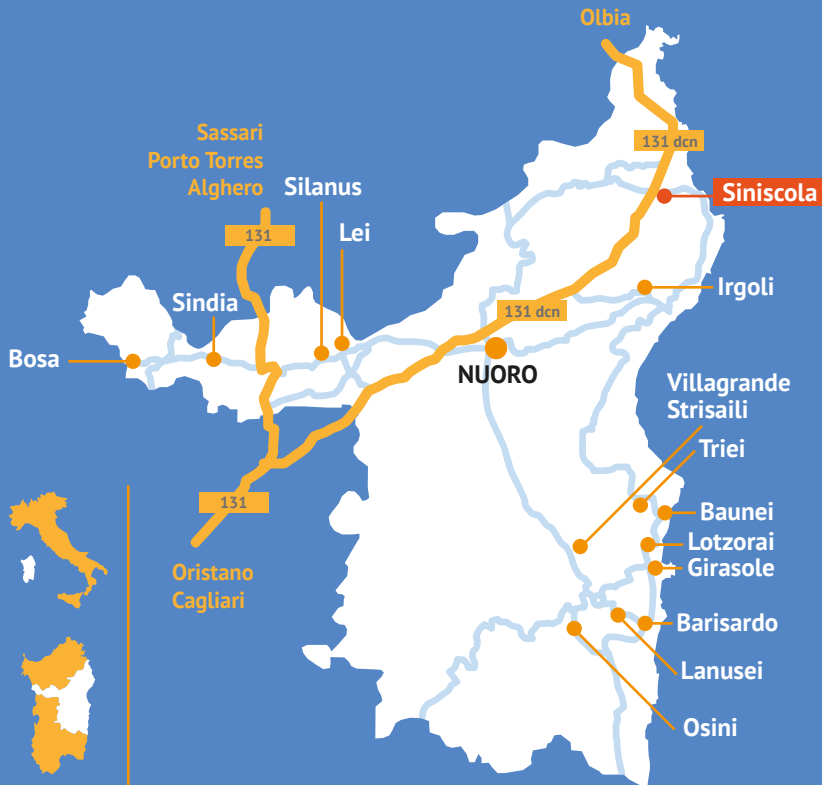 Olbia
Sassari
Porto Torres
Alghero
131 dcn
Silanus
Siniscola
131
Lei
Irgoli
Sindia
131 dcn
Bosa
NUORO
Villagrande
Strisaili
Triei
131
Baunei
Lotzorai
Girasole
Oristano
Cagliari
Barisardo
Lanusei
Osini